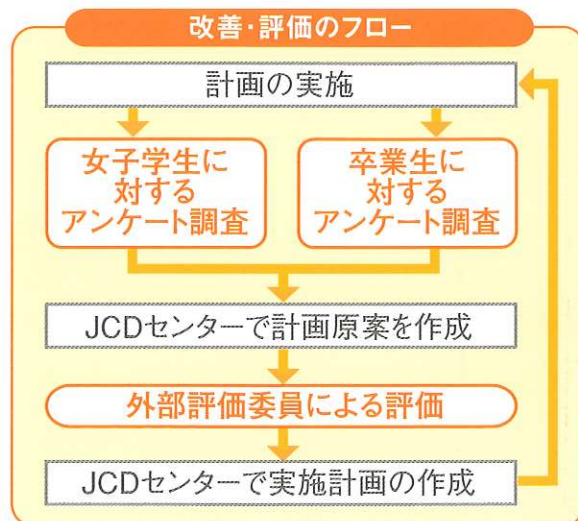 改善・評価のフロー
計画の実施
女子学生に
対する
アンケート調査
卒業生に
対する
アンケート調査
JCDセンターで計画原案を作成
外部評価委員による評価
JCDセンターで実施計画の作成